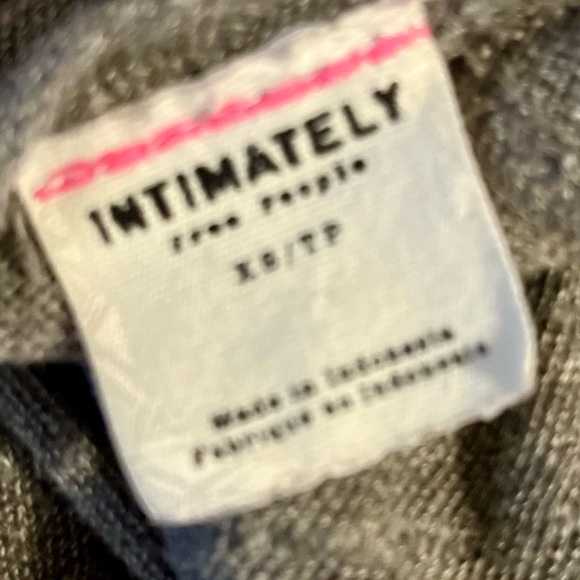 INTIMATELY
free people
XS/TP
Made in Indonesia
Fabriqué en Indonésie